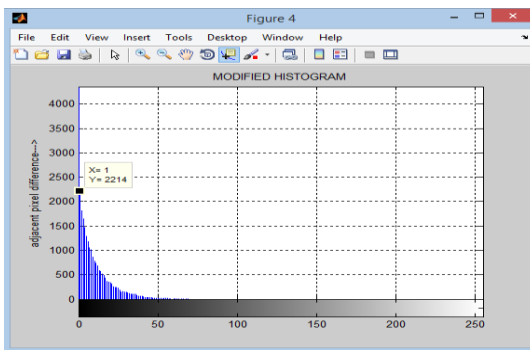 Figure 4
File Edit View Insert Tools Desktop Window Help
MODIFIED HISTOGRAM
adjacent pixel difference--->
4000
3500
3000
2500
2000
1500
1000
500
0
X= 1
Y= 2214
0 50 100 150 200 250